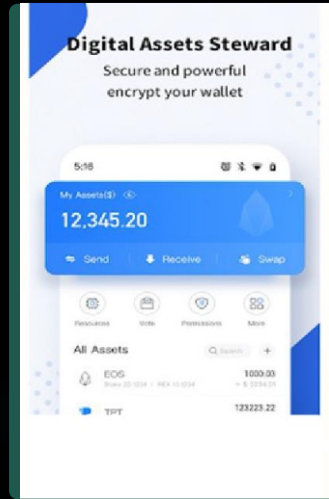 Digital Assets Steward
Secure and powerful
encrypt your wallet
5:16
My Assets($)
12,345.20
Send Receive Swap
Resources Vote Permissions More
All Assets
Search +
EOS 1000.03
TPT 123223.22